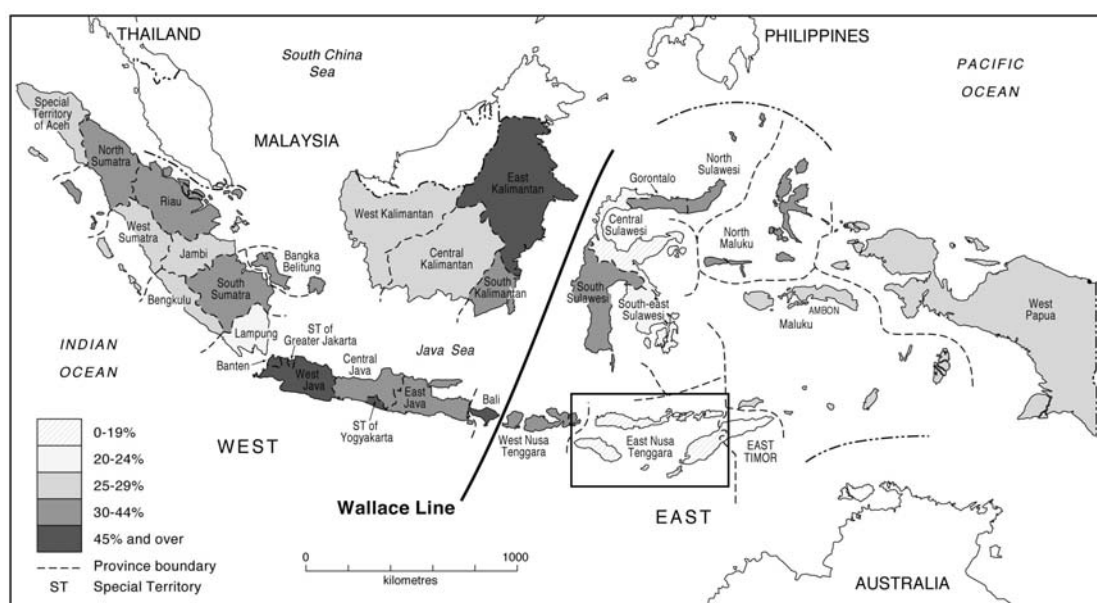 THAILAND
South China
Sea
PHILIPPINES
PACIFIC
OCEAN
MALAYSIA
Special
Territory
of Aceh
North
Sumatra
Riau
West
Sumatra
Jambi
Bengkulu
South
Sumatra
Bangka
Belitung
Lampung
West Kalimantan
Central
Kalimantan
East
Kalimantan
South
Kalimantan
Gorontalo
North
Sulawesi
Central
Sulawesi
South
Sulawesi
South-east
Sulawesi
North
Maluku
Maluku
AMBON
West
Papua
INDIAN
OCEAN
Java Sea
ST of
Greater Jakarta
Banten
West
Java
Central
Java
ST of
Yogyakarta
East
Java
Bali
West Nusa
Tenggara
East Nusa
Tenggara
EAST
TIMOR
WEST
Wallace Line
EAST
AUSTRALIA
0-19%
20-24%
25-29%
30-44%
45% and over
Province boundary
ST Special Territory
0 1000
kilometres